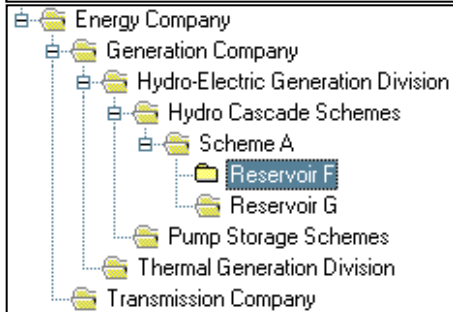 Energy Company
Generation Company
Hydro-Electric Generation Division
Hydro Cascade Schemes
Scheme A
Reservoir F
Reservoir G
Pump Storage Schemes
Thermal Generation Division
Transmission Company